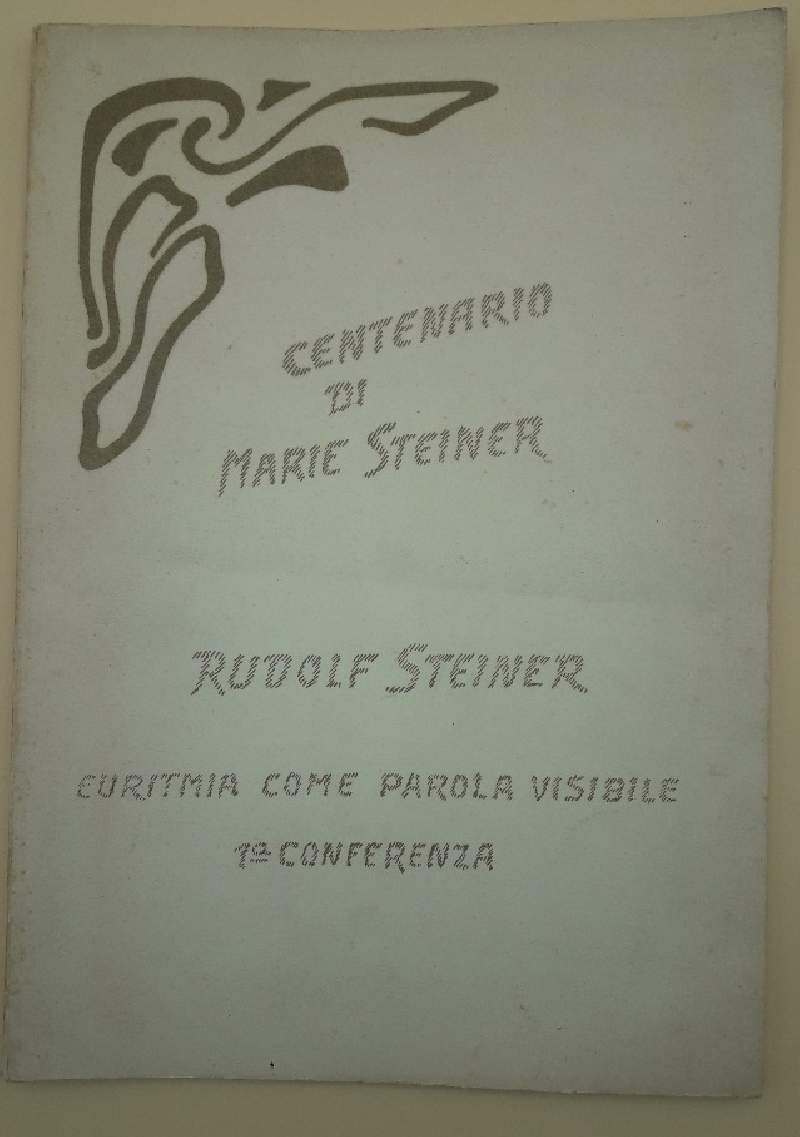 CENTENARIO
DI
MARIE STEINER
RUDOLF STEINER
EURITMIA COME PAROLA VISIBILE
1ª CONFERENZA